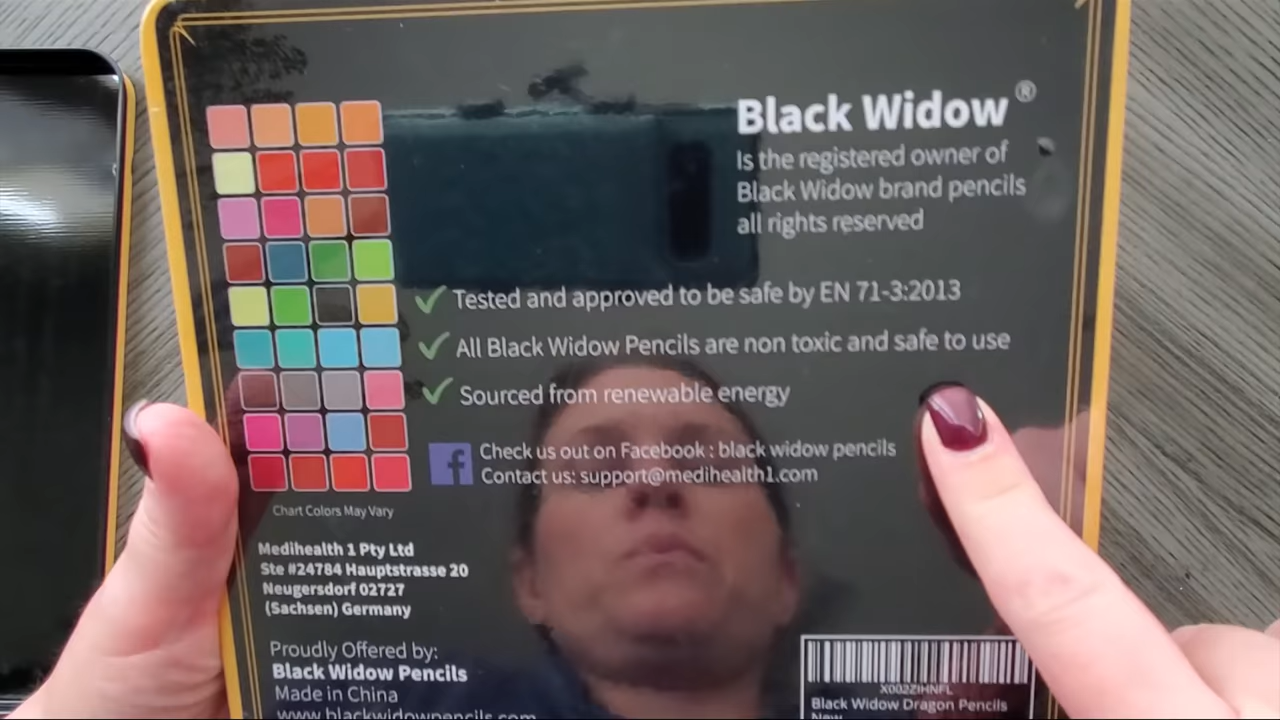 Black Widow®
Is the registered owner of
Black Widow brand pencils
all rights reserved
Tested and approved to be safe by EN 71-3:2013
All Black Widow Pencils are non toxic and safe to use
Sourced from renewable energy
f
Check us out on Facebook : black widow pencils
Contact us: support@medihealth1.com
Chart Colors May Vary
Medihealth 1 Pty Ltd
Ste #24784 Hauptstrasse 20
Neugersdorf 02727
(Sachsen) Germany
Proudly Offered by:
Black Widow Pencils
Made in China
www.blackwidowpencils.com
X002ZIHNFL
Black Widow Dragon Pencils
New